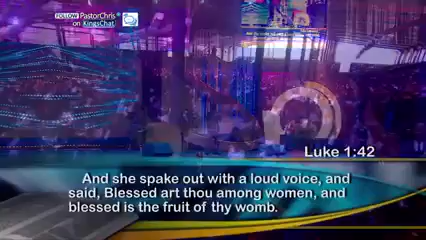 FOLLOW PastorChris®
on KingsChat
Luke 1:42
And she spake out with a loud voice, and
said, Blessed art thou among women, and
blessed is the fruit of thy womb.